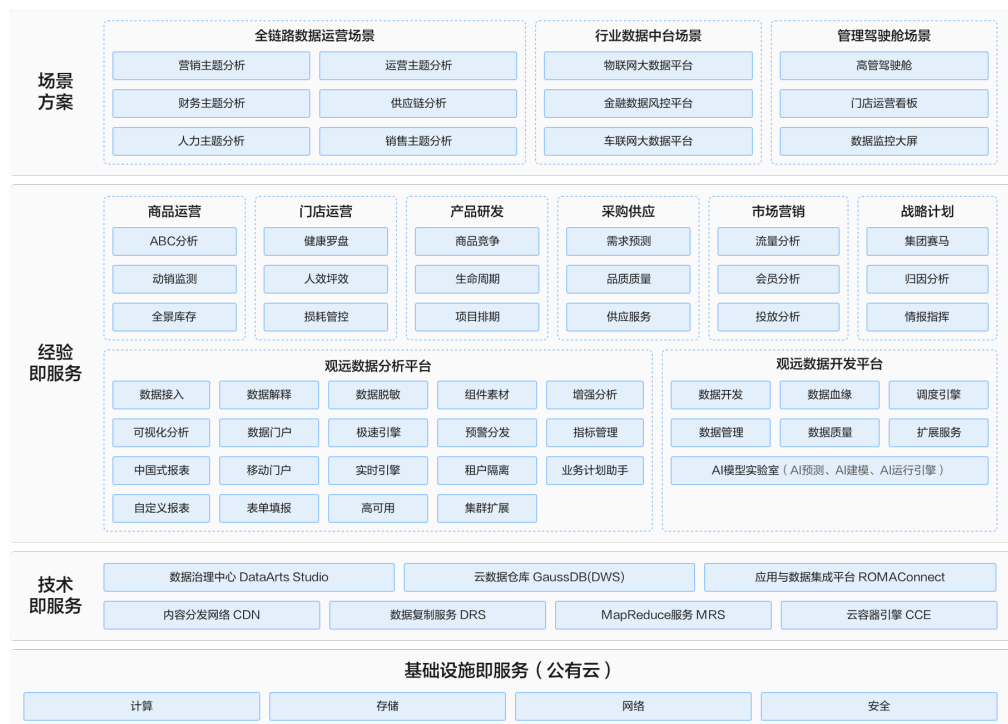 场景
方案
全链路数据运营场景
营销主题分析
运营主题分析
财务主题分析
供应链分析
人力主题分析
销售主题分析
行业数据中台场景
物联网大数据平台
金融数据风控平台
车联网大数据平台
管理驾驶舱场景
高管驾驶舱
门店运营看板
数据监控大屏
经验
即服务
商品运营
ABC分析
动销监测
全景库存
门店运营
健康罗盘
人效坪效
损耗管控
产品研发
商品竞争
生命周期
项目排期
采购供应
需求预测
品质质量
供应服务
市场营销
流量分析
会员分析
投放分析
战略计划
集团赛马
归因分析
情报指挥
观远数据分析平台
数据接入
数据解释
数据脱敏
组件素材
增强分析
可视化分析
数据门户
极速引擎
预警分发
指标管理
中国式报表
移动门户
实时引擎
租户隔离
业务计划助手
自定义报表
表单填报
高可用
集群扩展
观远数据开发平台
数据开发
数据血缘
调度引擎
数据管理
数据质量
扩展服务
AI模型实验室（AI预测、AI建模、AI运行引擎）
技术
即服务
数据治理中心 DataArts Studio
云数据仓库 GaussDB(DWS)
应用与数据集成平台 ROMAConnect
内容分发网络 CDN
数据复制服务 DRS
MapReduce服务 MRS
云容器引擎 CCE
基础设施即服务（公有云）
计算
存储
网络
安全